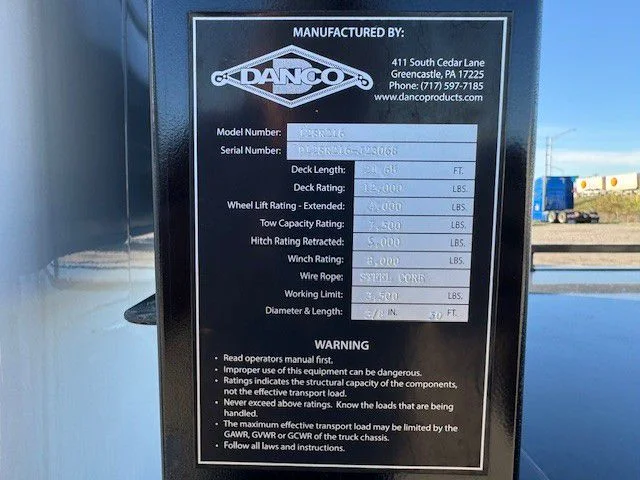 MANUFACTURED BY:
DANCO
411 South Cedar Lane
Greencastle, PA 17225
Phone: (717) 597-7185
www.dancoproducts.com
Model Number: 12SR216
Serial Number:
Deck Length: FT.
Deck Rating: 12,000 LBS.
Wheel Lift Rating - Extended: 4,000 LBS.
Tow Capacity Rating: 7,500 LBS.
Hitch Rating Retracted: 5,000 LBS.
Winch Rating: 8,000 LBS.
Wire Rope: STEEL CORE
Working Limit: 3,500 LBS.
Diameter & Length: 3/8 IN. 50 FT.
WARNING
• Read operators manual first.
• Improper use of this equipment can be dangerous.
• Ratings indicates the structural capacity of the components,
not the effective transport load.
• Never exceed above ratings. Know the loads that are being
handled.
• The maximum effective transport load may be limited by the
GAWR, GVWR or GCWR of the truck chassis.
• Follow all laws and instructions.